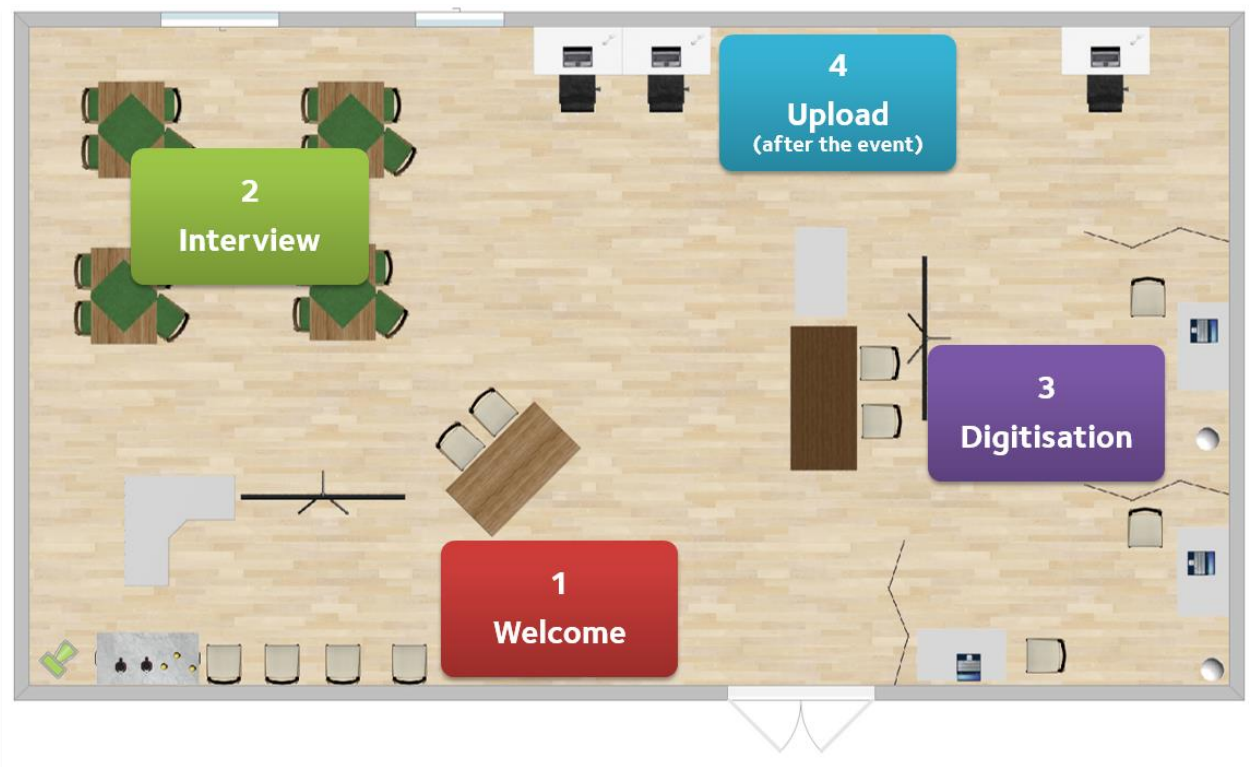 1
Welcome
2
Interview
3
Digitisation
4
Upload
(after the event)